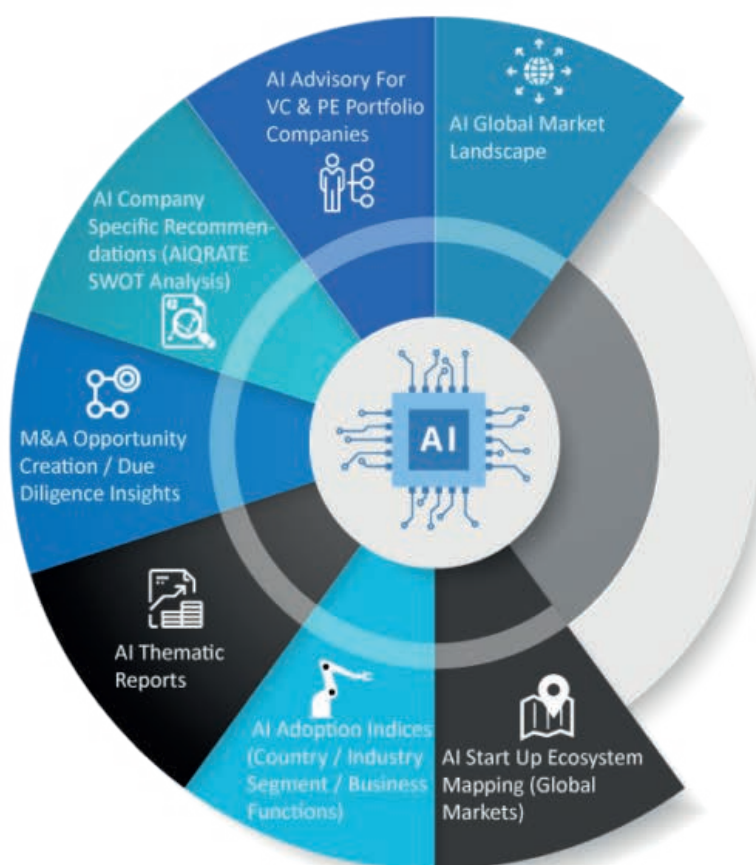 AI Advisory For
VC & PE Portfolio
Companies
AI Global Market
Landscape
AI Company
Specific Recommen-
dations (AIQRATE
SWOT Analysis)
M&A Opportunity
Creation / Due
Diligence Insights
AI
AI Thematic
Reports
AI Adoption Indices
(Country / Industry
Segment / Business
Functions)
AI Start Up Ecosystem
Mapping (Global
Markets)